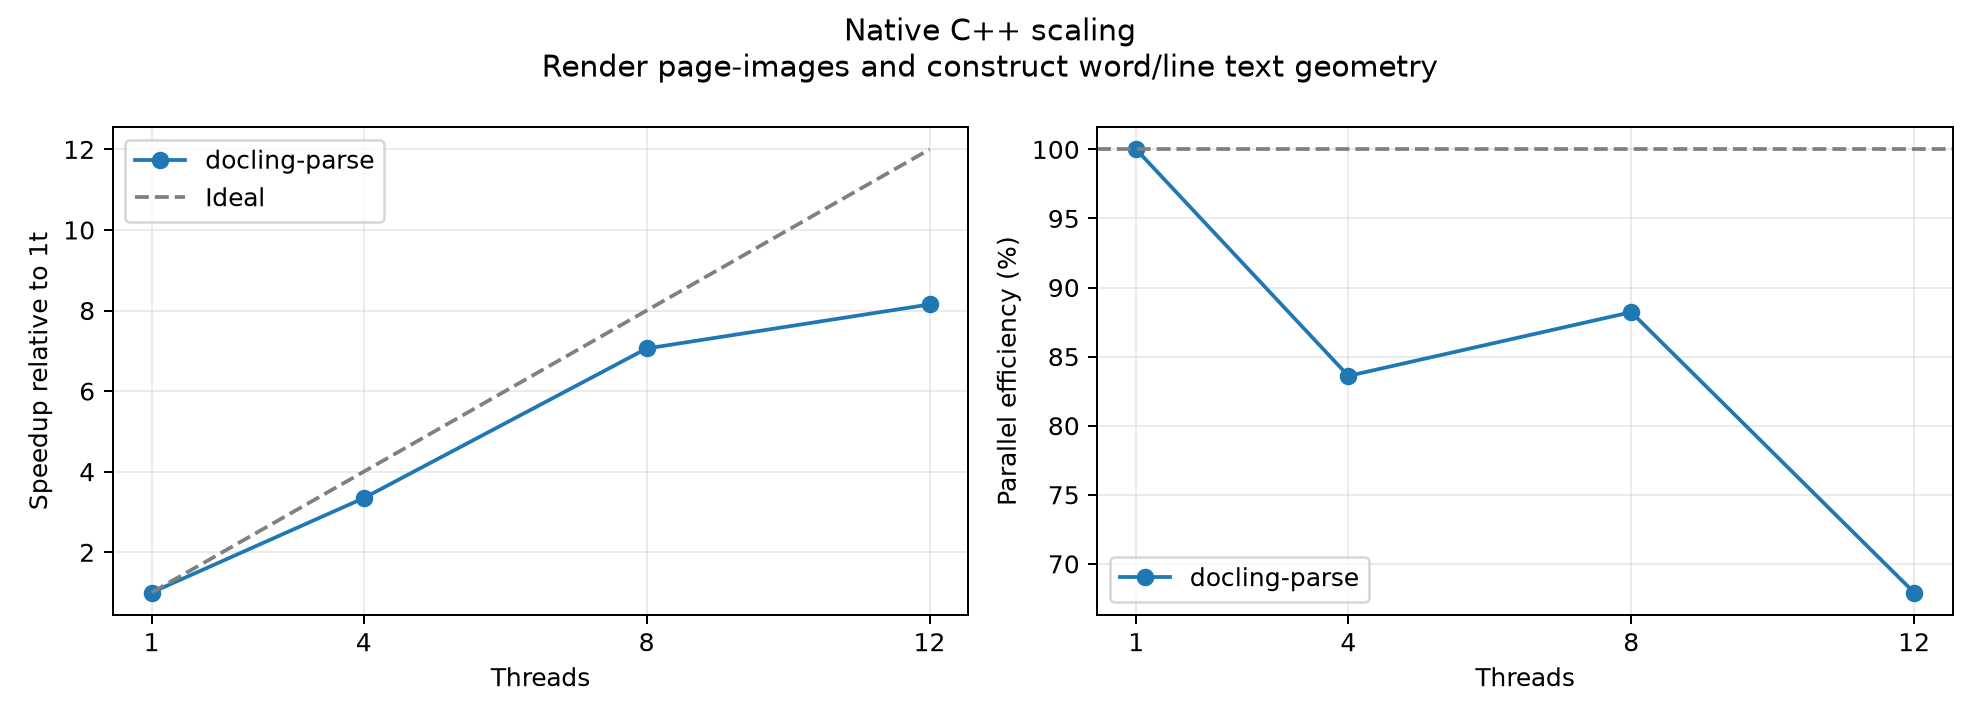 Native C++ scaling
Render page-images and construct word/line text geometry
Speedup relative to 1t
12
10
8
6
4
2
docling-parse
Ideal
1
4
8
12
Threads
Parallel efficiency (%)
100
95
90
85
80
75
70
docling-parse
1
4
8
12
Threads